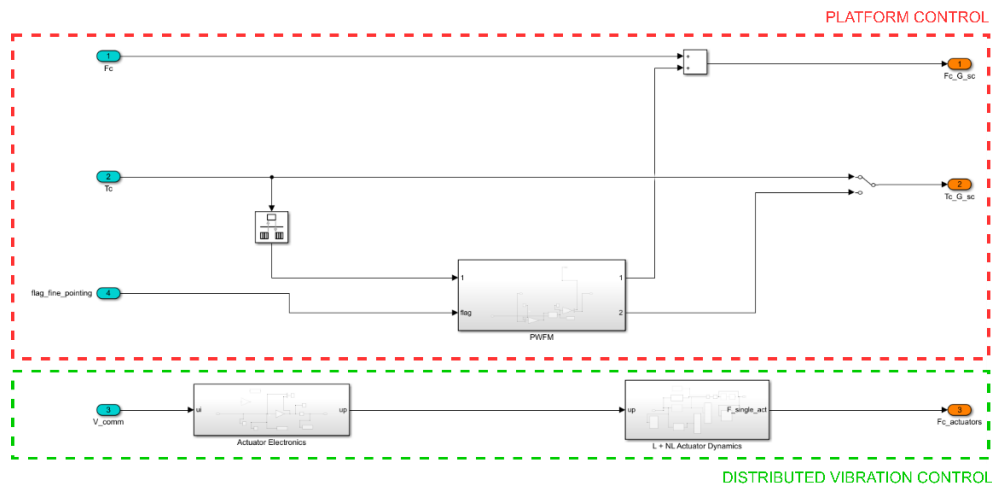 PLATFORM CONTROL
1
Fc
+
+
1
Fc_G_sc
2
Tc
2
Tc_G_sc
4
flag_fine_pointing
1
flag
1
2
PWFM
3
V_comm
ui
up
Actuator Electronics
up
F_single_act
L + NL Actuator Dynamics
3
Fc_actuators
DISTRIBUTED VIBRATION CONTROL